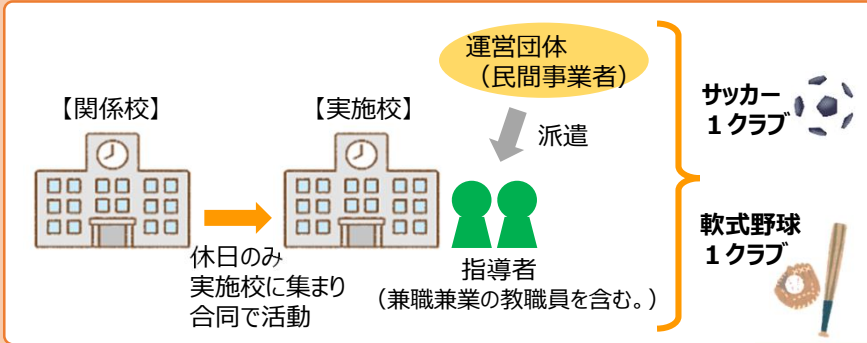 運営団体
（民間事業者）
【関係校】
【実施校】
派遣
サッカー
１クラブ
休日のみ
実施校に集まり
合同で活動
指導者
（兼職兼業の教職員を含む。）
軟式野球
１クラブ